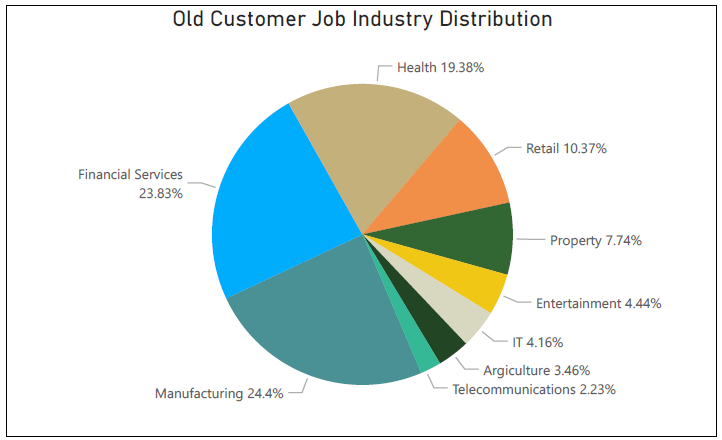 Old Customer Job Industry Distribution
Health 19.38%
Retail 10.37%
Financial Services
23.83%
Property 7.74%
Entertainment 4.44%
IT 4.16%
Argiculture 3.46%
Telecommunications 2.23%
Manufacturing 24.4%